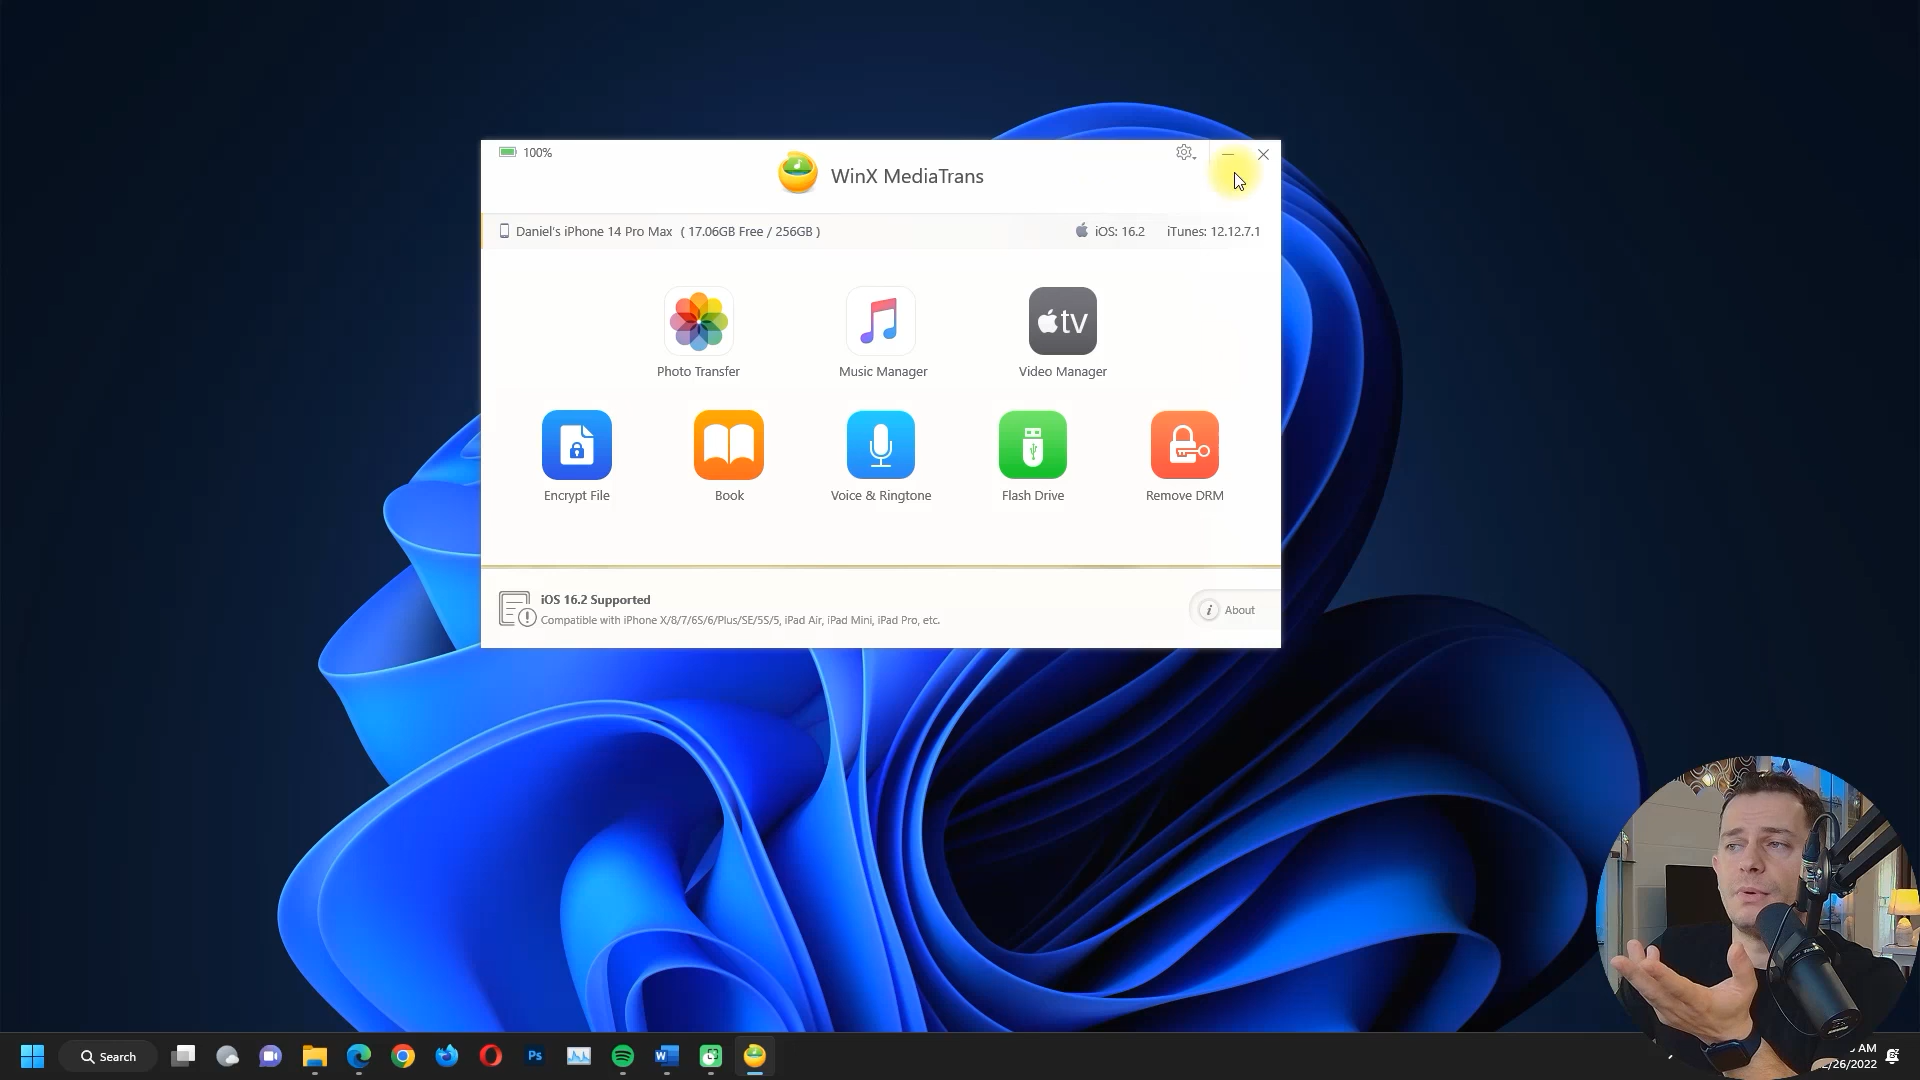 100%
WinX MediaTrans
Daniel's iPhone 14 Pro Max ( 17.06GB Free / 256GB )
iOS: 16.2 iTunes: 12.12.7.1
tv
Photo Transfer
Music Manager
Video Manager
Encrypt File
Book
Voice & Ringtone
Flash Drive
Remove DRM
iOS 16.2 Supported
Compatible with iPhone X/8/7/6S/6/Plus/SE/5S/5, iPad Air, iPad Mini, iPad Pro, etc.
About
Search
Ps
W
AM
/26/2022